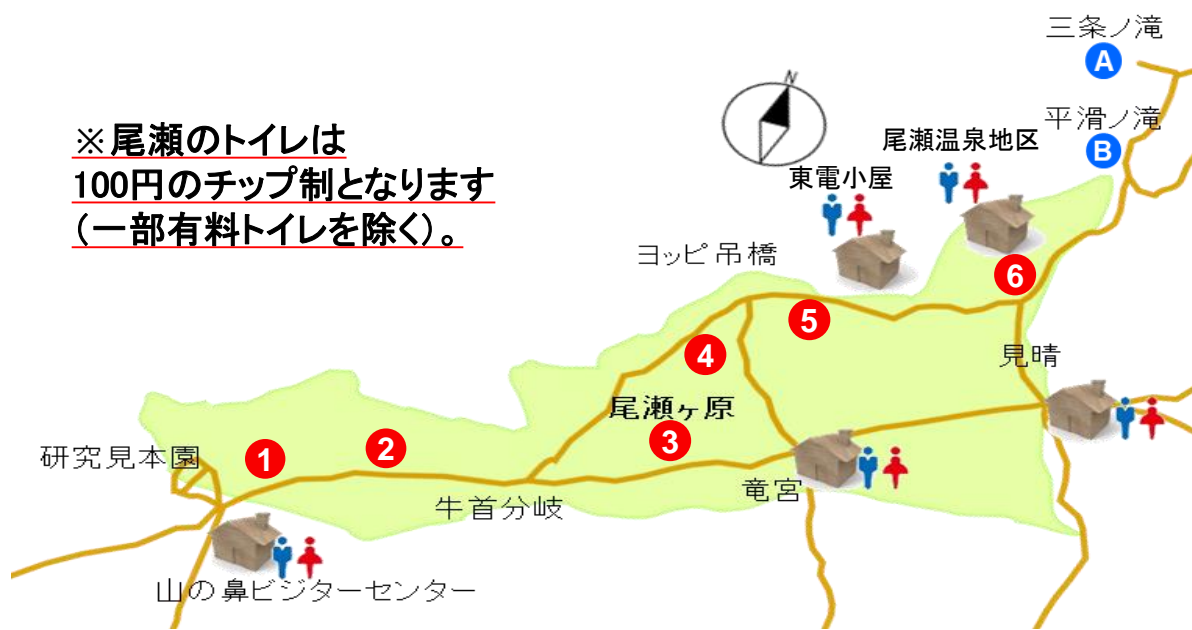 三条ノ滝
A
N
平滑ノ滝
B
※尾瀬のトイレは
100円のチップ制となります
(一部有料トイレを除く)。
尾瀬温泉地区
東電小屋
ヨッピ吊橋
6
5
4
見晴
尾瀬ヶ原
3
2
1
研究見本園
竜宮
牛首分岐
山の鼻ビジターセンター